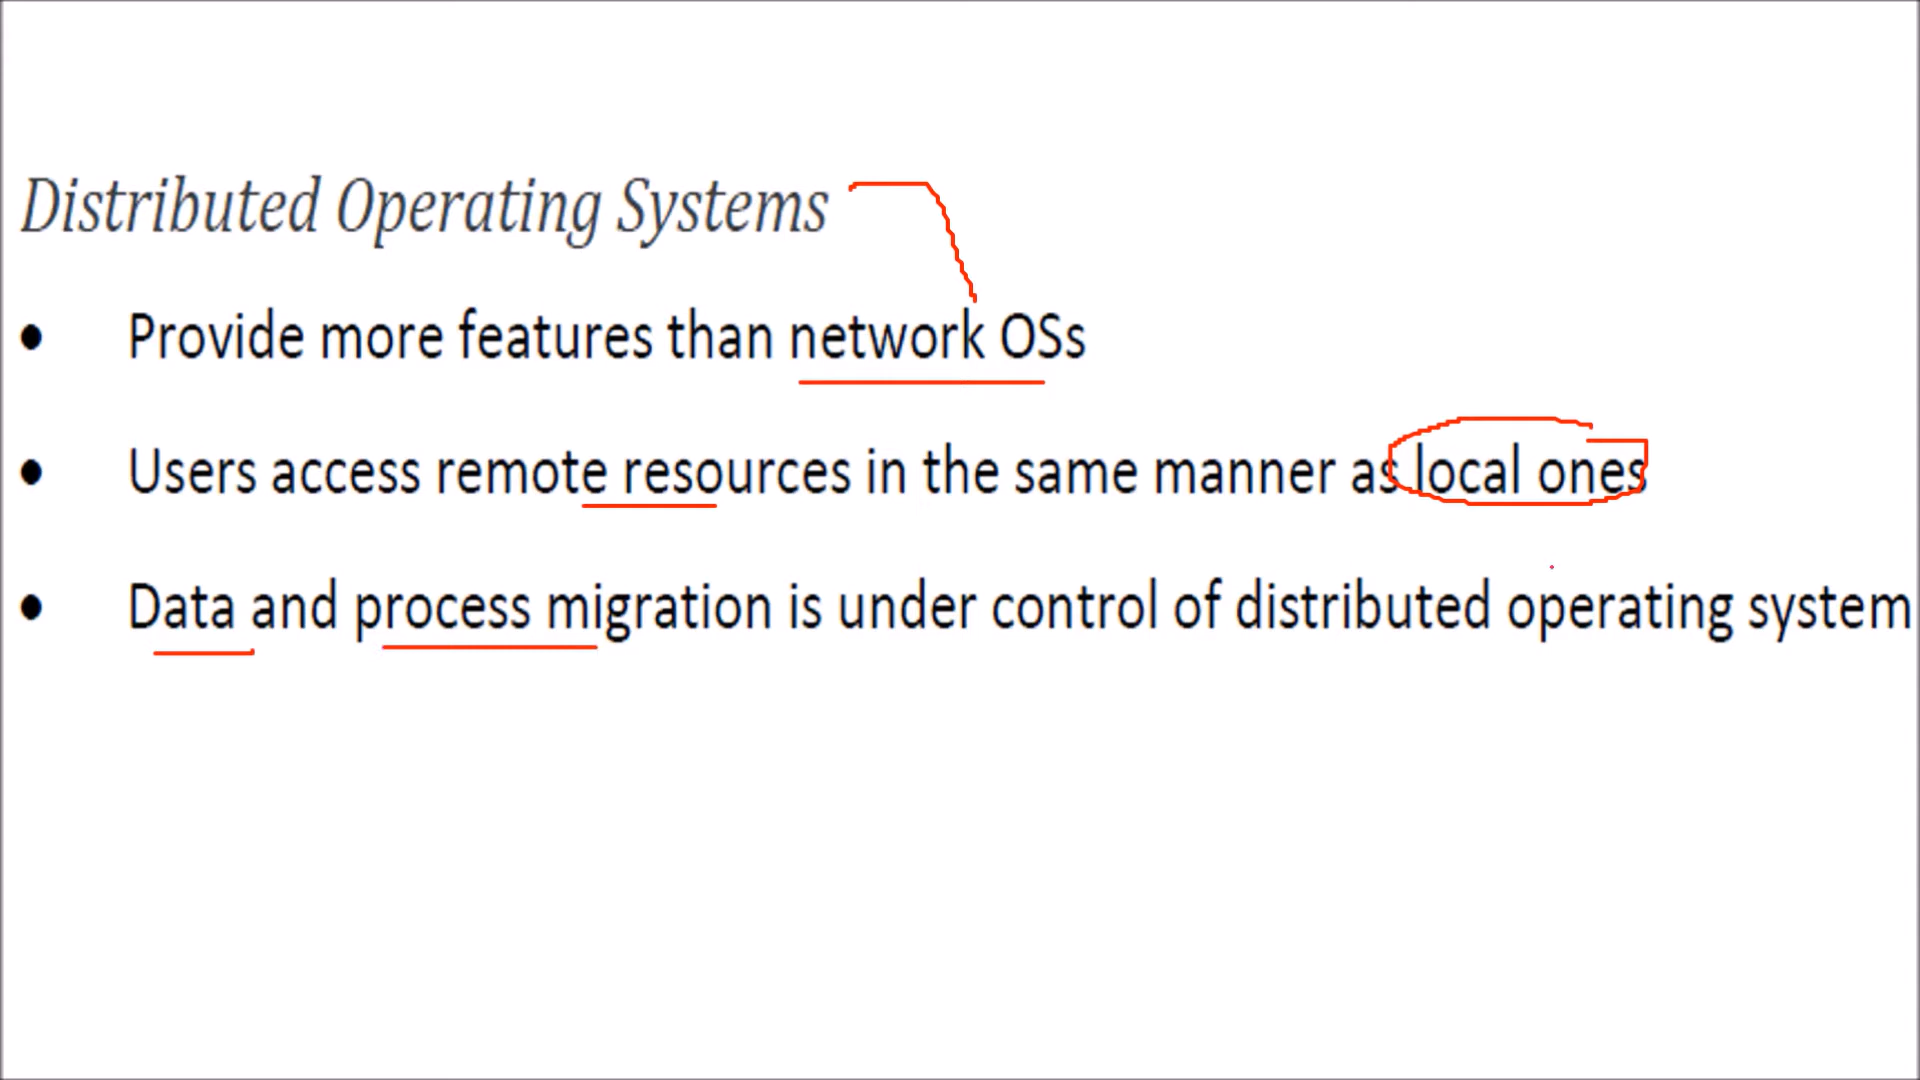 Distributed Operating Systems
• Provide more features than network OSs
• Users access remote resources in the same manner as local ones
• Data and process migration is under control of distributed operating system